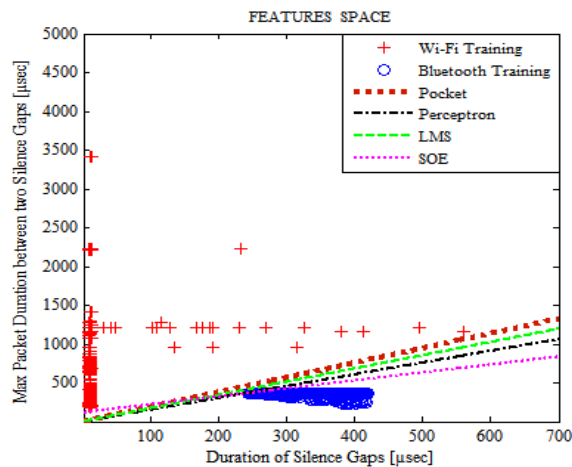 FEATURES SPACE
Max Packet Duration between two Silence Gaps [µsec]
5000
4500
4000
3500
3000
2500
2000
1500
1000
500
Wi-Fi Training
Bluetooth Training
Pocket
Perceptron
LMS
SOE
100 200 300 400 500 600 700
Duration of Silence Gaps [µsec]